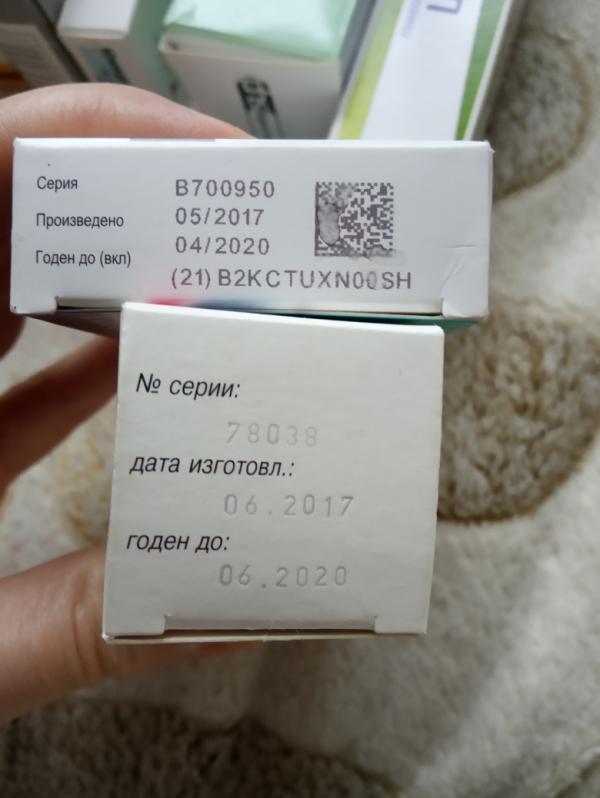 Серия B700950
Произведено 05/2017
Годен до (вкл) 04/2020
(21) B2KCTUXN00SH
№ серии:
78038
дата изготовл.:
06.2017
годен до:
06.2020